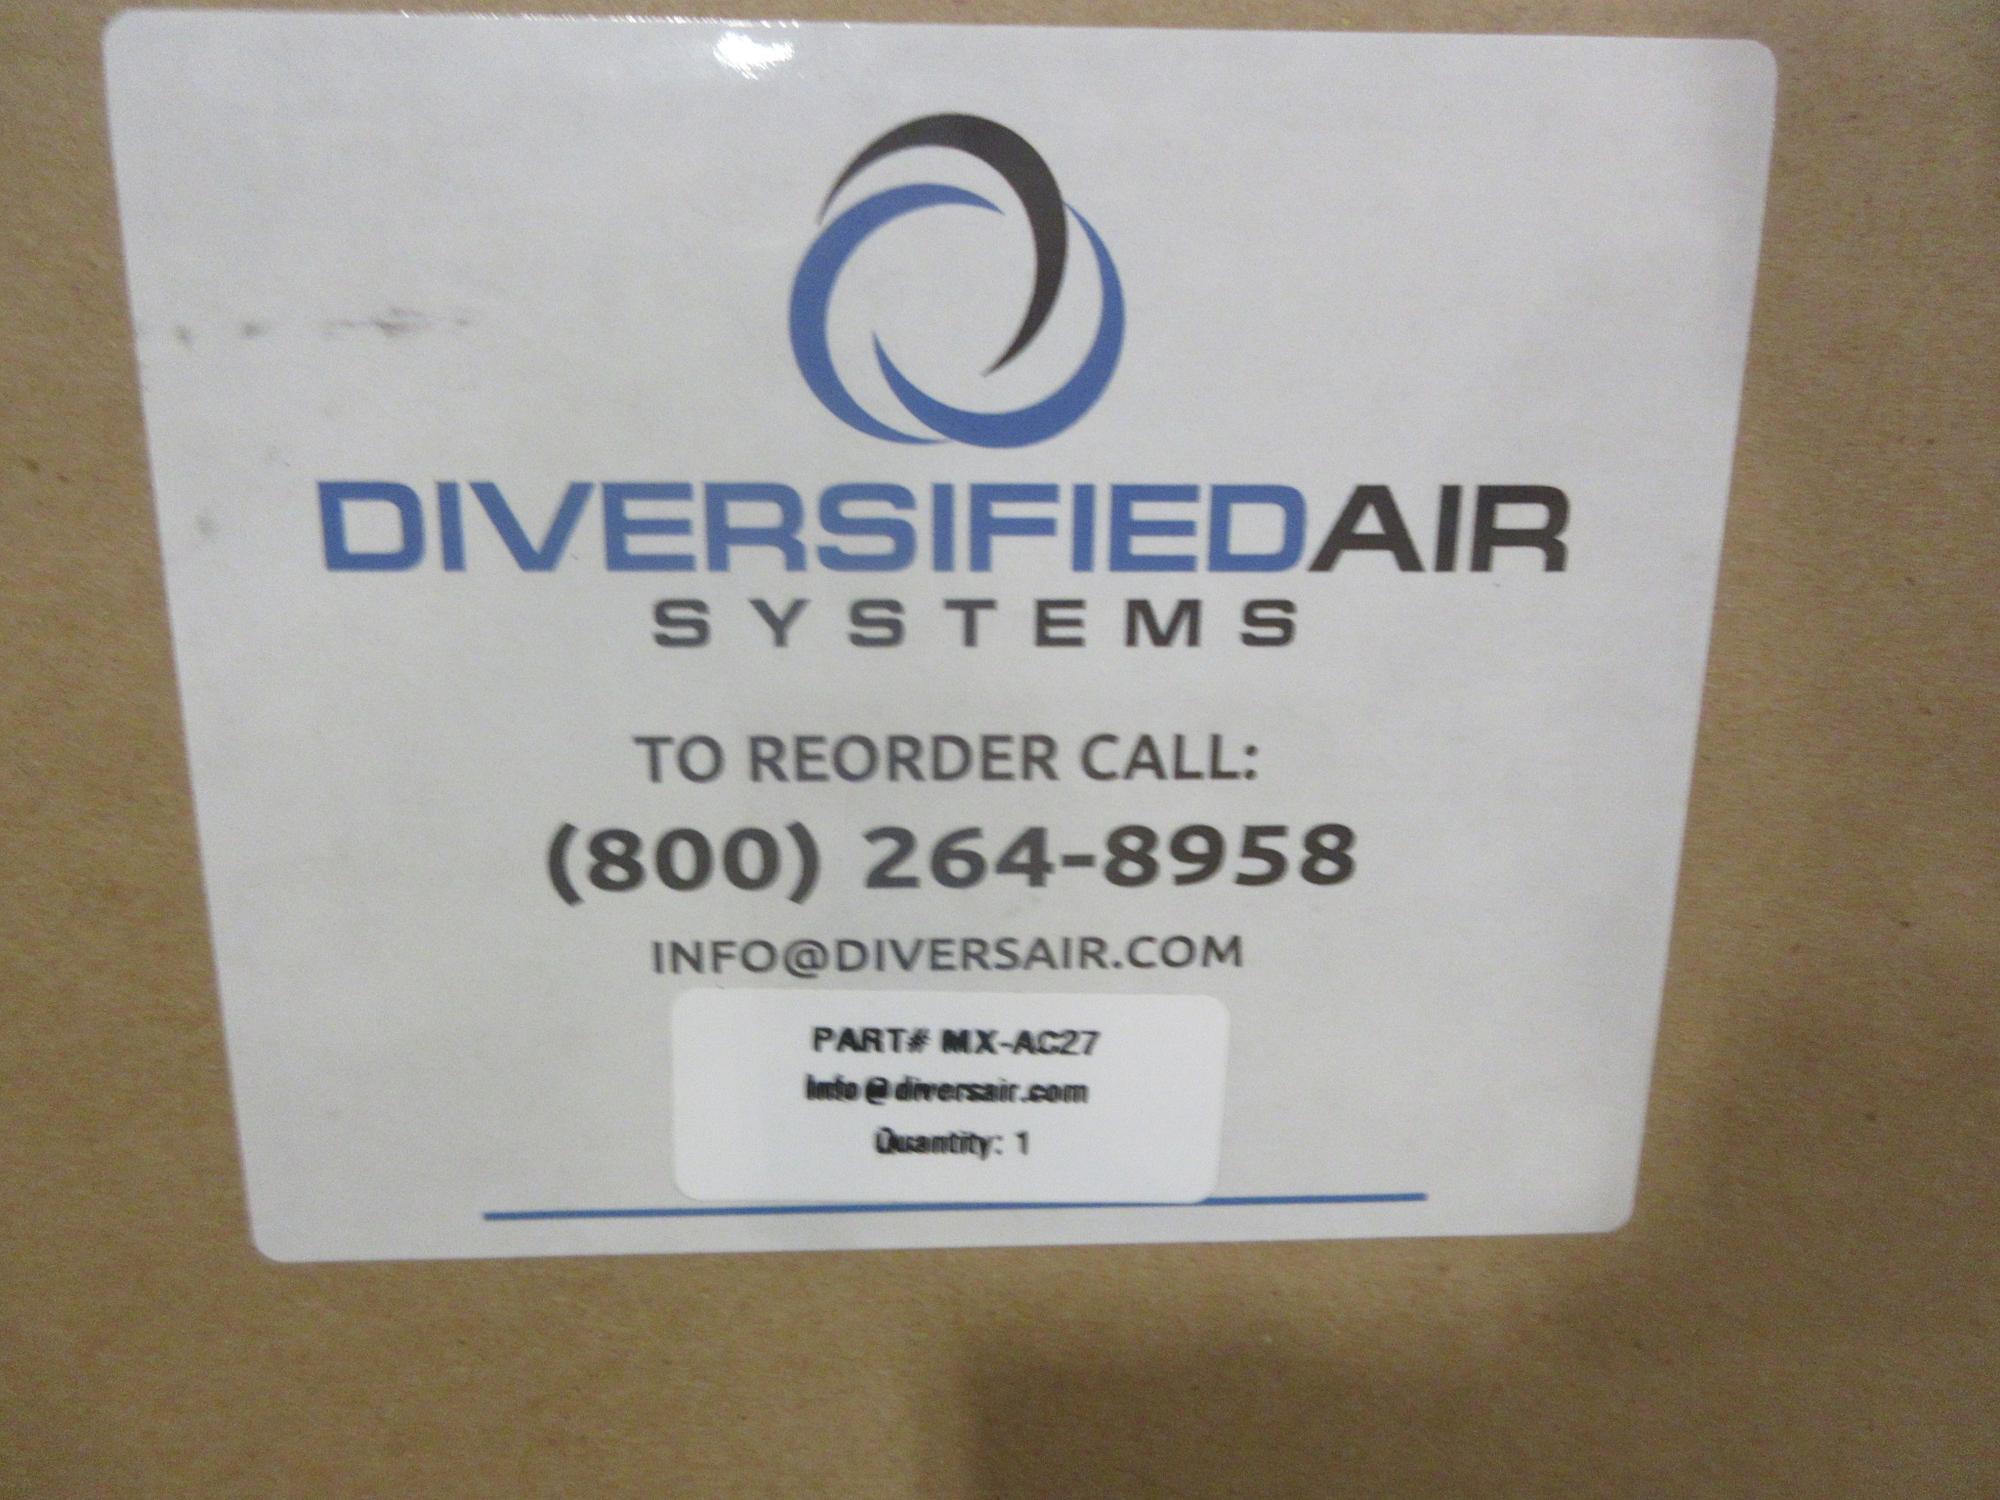 DIVERSIFIEDAIR
SYSTEMS
TO REORDER CALL:
(800) 264-8958
INFO@DIVERSAIR.COM
PART# MX-AC27
Info@diversair.com
Quantity: 1